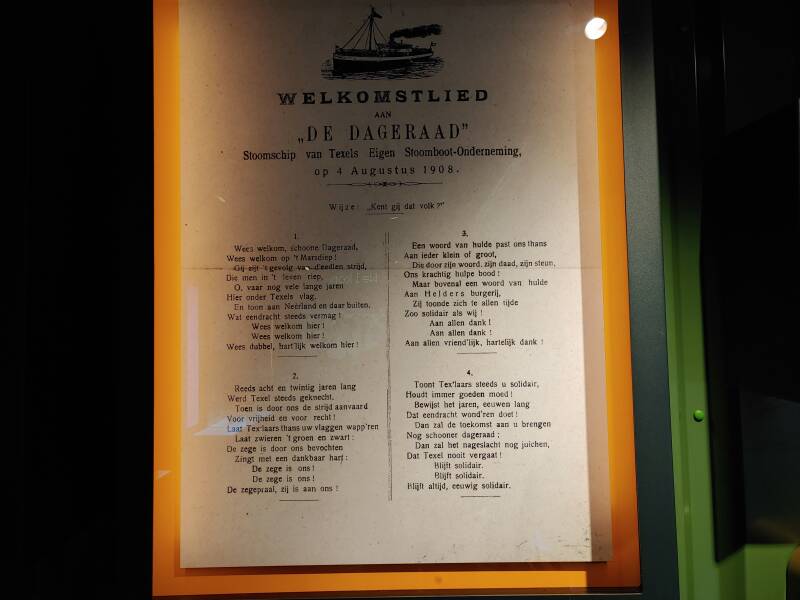 WELKOMSTLIED
AAN
„DE DAGERAAD"
Stoomschip van Texels Eigen Stoomboot-Onderneming,
op 4 Augustus 1908.
Wijze: „Kent gij dat volk?"
1.
Wees welkom, schoone Dageraad,
Wees welkom op 't Marsdiep!
Gij zijt 't gevolg van d'eedlen strijd,
Die men in 't leven riep,
O, vaar nog vele lange jaren
Hier onder Texels vlag.
En toon aan Neêrland en daar buiten,
Wat eendracht steeds vermag!
Wees welkom hier!
Wees welkom hier!
Wees dubbel, hart'lijk welkom hier!
2.
Reeds acht en twintig jaren lang
Werd Texel steeds geknecht,
Toen is door ons de strijd aanvaard
Voor vrijheid en voor recht!
Laat Tex'laars thans uw vlaggen wapp'ren
Laat zwieren 't groen en zwart:
De zege is door ons bevochten
Zingt met een dankbaar hart:
De zege is ons!
De zege is ons!
De zegepraal, zij is aan ons!
3.
Een woord van hulde past ons thans
Aan ieder klein of groot,
Die door zijn woord, zijn daad, zijn steun,
Ons krachtig hulpe bood!
Maar bovenal een woord van hulde
Aan Helders burgerij,
Zij toonde zich te allen tijde
Zoo solidair als wij!
Aan allen dank!
Aan allen dank!
Aan allen vriend'lijk, hartelijk dank!
4.
Toont Tex'laars steeds u solidair,
Houdt immer goeden moed!
Bewijst het jaren, eeuwen lang
Dat eendracht wond'ren doet!
Dan zal de toekomst aan u brengen
Nog schooner dageraad;
Dan zal het nageslacht nog juichen,
Dat Texel nooit vergaat!
Blijft solidair.
Blijft solidair.
Blijft altijd, eeuwig solidair.